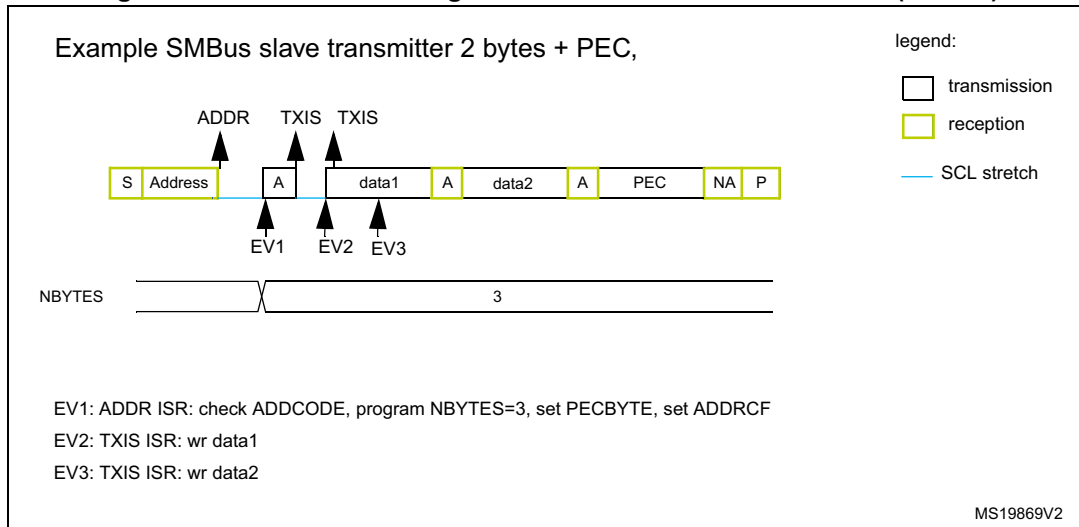 Example SMBus slave transmitter 2 bytes + PEC,
legend:
transmission
reception
SCL stretch
ADDR TXIS TXIS
S Address A data1 A data2 A PEC NA P
EV1 EV2 EV3
NBYTES 3
EV1: ADDR ISR: check ADDCODE, program NBYTES=3, set PECBYTE, set ADDRCF
EV2: TXIS ISR: wr data1
EV3: TXIS ISR: wr data2
MS19869V2